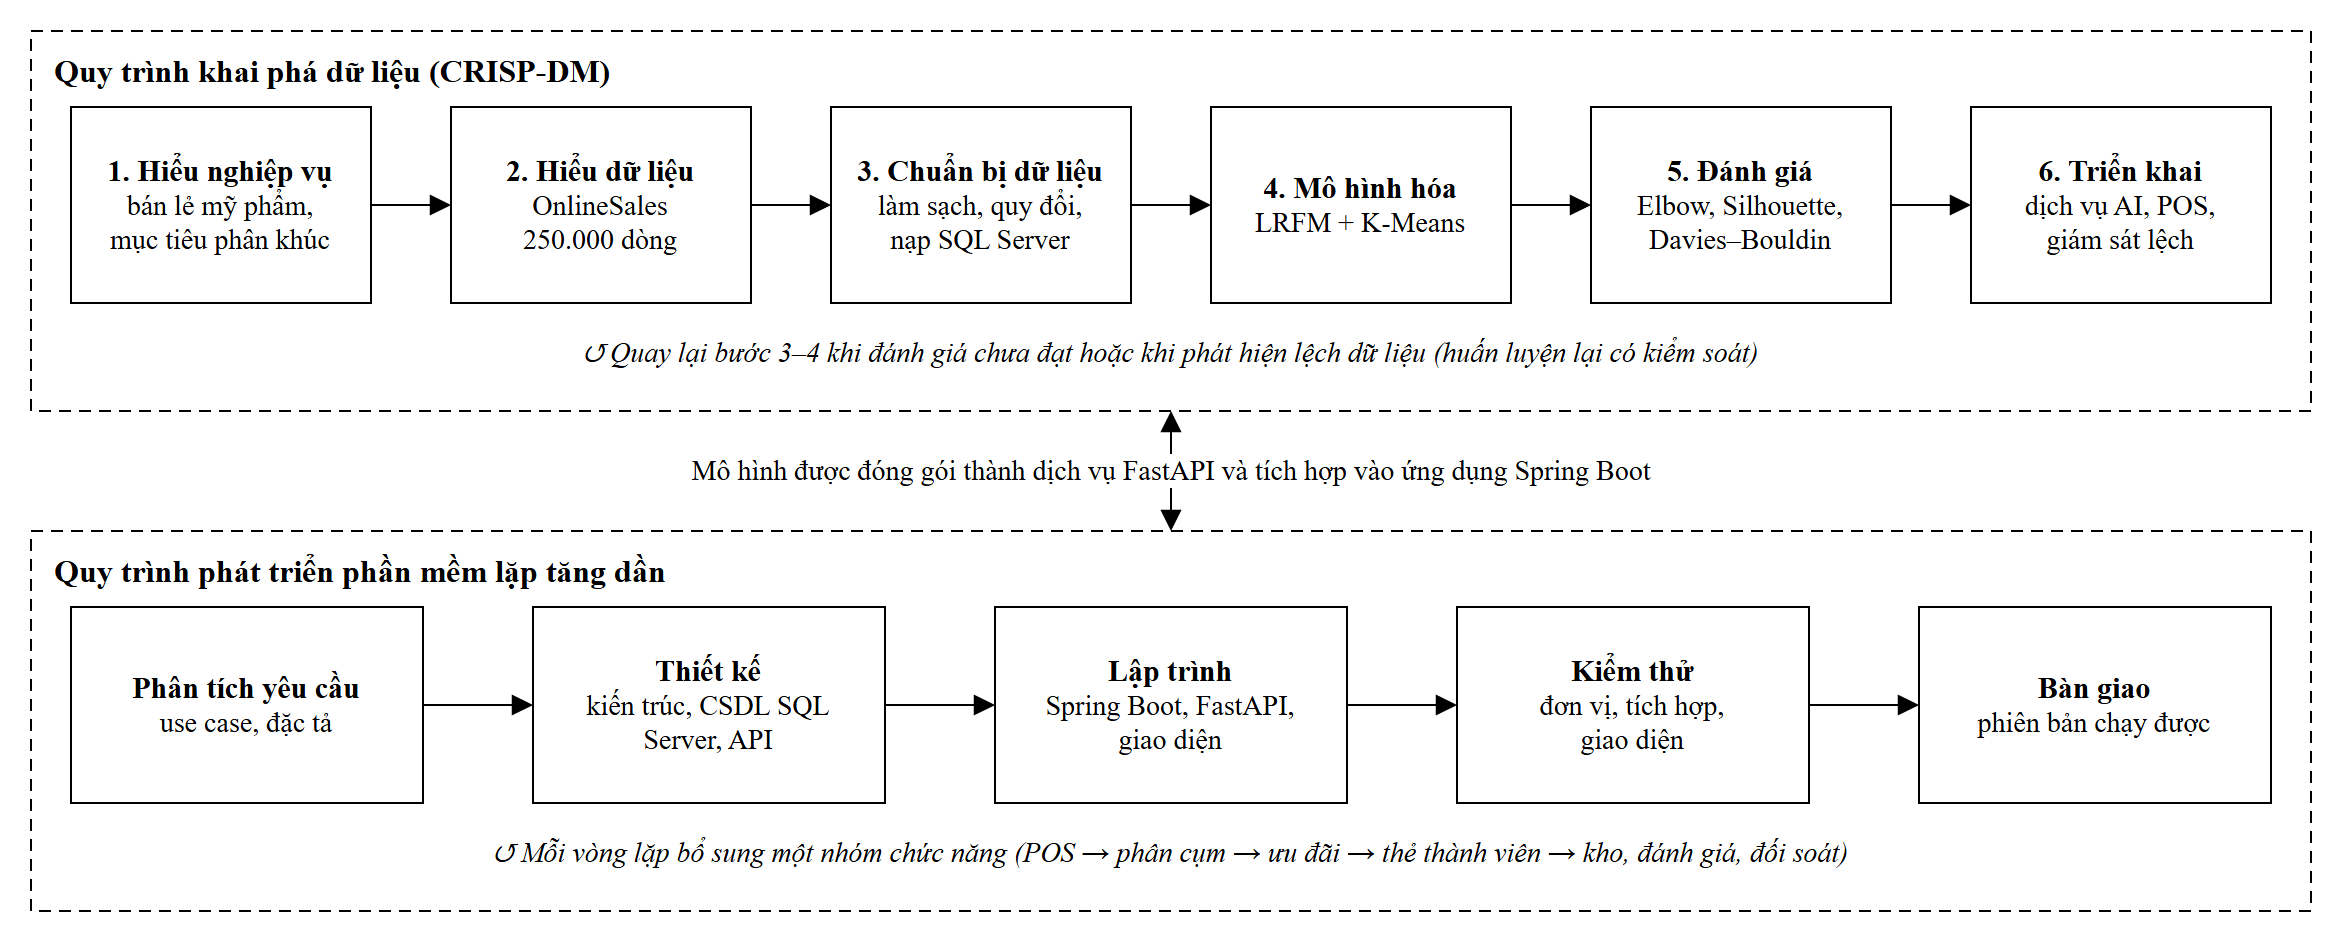 Quy trình khai phá dữ liệu (CRISP-DM)
1. Hiểu nghiệp vụ
bán lẻ mỹ phẩm,
mục tiêu phân khúc
2. Hiểu dữ liệu
OnlineSales
250.000 dòng
3. Chuẩn bị dữ liệu
làm sạch, quy đổi,
nạp SQL Server
4. Mô hình hóa
LRFM + K-Means
5. Đánh giá
Elbow, Silhouette,
Davies–Bouldin
6. Triển khai
dịch vụ AI, POS,
giám sát lệch
↺ Quay lại bước 3–4 khi đánh giá chưa đạt hoặc khi phát hiện lệch dữ liệu (huấn luyện lại có kiểm soát)
Mô hình được đóng gói thành dịch vụ FastAPI và tích hợp vào ứng dụng Spring Boot
Quy trình phát triển phần mềm lặp tăng dần
Phân tích yêu cầu
use case, đặc tả
Thiết kế
kiến trúc, CSDL SQL
Server, API
Lập trình
Spring Boot, FastAPI,
giao diện
Kiểm thử
đơn vị, tích hợp,
giao diện
Bàn giao
phiên bản chạy được
↺ Mỗi vòng lặp bổ sung một nhóm chức năng (POS → phân cụm → ưu đãi → thẻ thành viên → kho, đánh giá, đối soát)